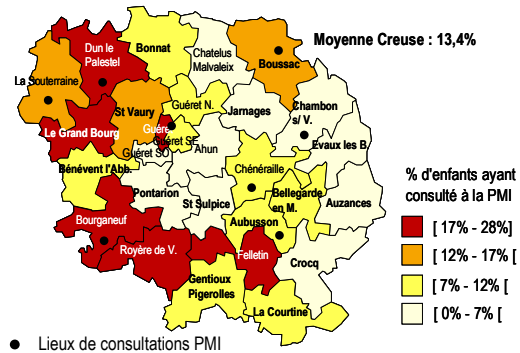 Bonnat
Dun le
Palestel
Chatelus
Malvaleix
Moyenne Creuse : 13,4%
Boussac
La Souterraine
St Vaury
Guéret N.
Jarnages
Chambon
s/ V.
Le Grand Bourg
Guéret
Guéret SE
Guéret SO
Ahun
Evaux les B.
Bénévent l'Abb.
Chénéraille
% d'enfants ayant
consulté à la PMI
Pontarion
St Sulpice
Bellegarde
en M.
Auzances
Bourganeuf
Aubusson
[ 17% - 28%]
Royère de V.
Felletin
[ 12% - 17% [
Crocq
Gentioux
Pigerolles
[ 7% - 12% [
La Courtine
[ 0% - 7% [
Lieux de consultations PMI